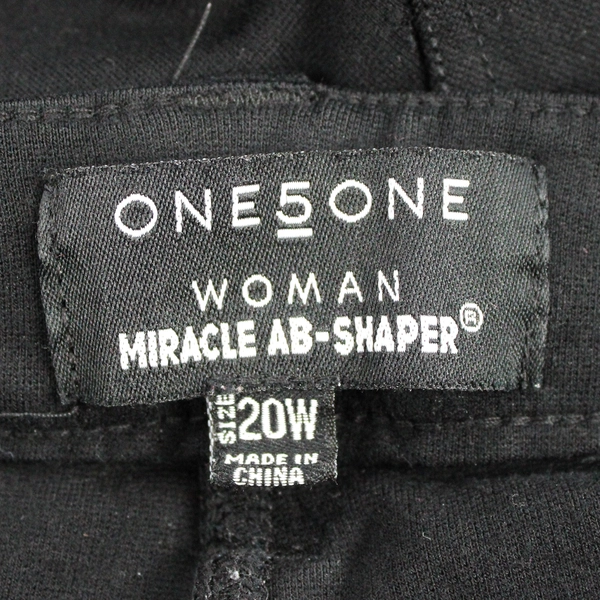 ONE5ONE
WOMAN
MIRACLE AB-SHAPER®
SIZE 20W
MADE IN
CHINA